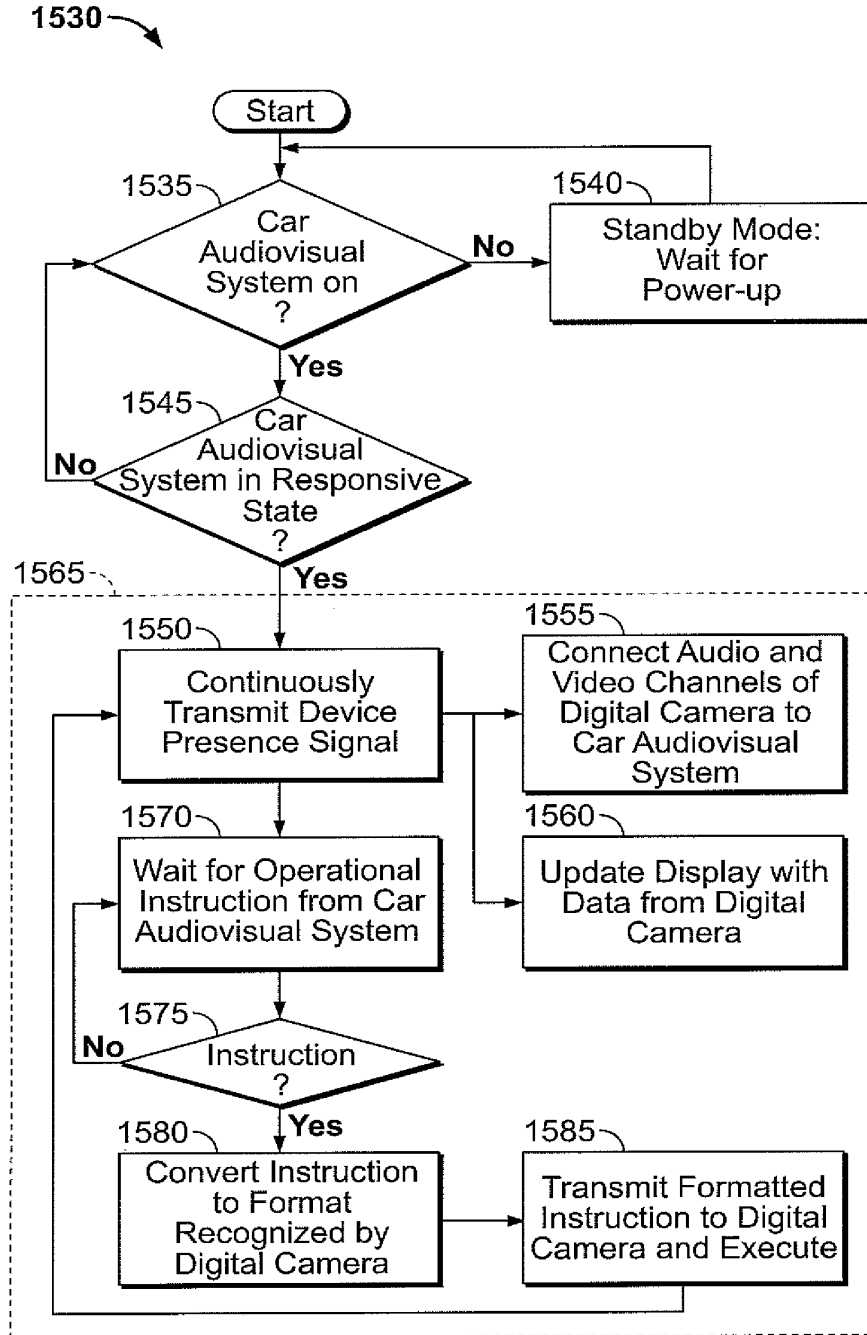 1530
Start
1535
Car
Audiovisual
System on
?
No
1540
Standby Mode:
Wait for
Power-up
Yes
1545
Car
Audiovisual
System in Responsive
State
?
No
Yes
1565
1550
Continuously
Transmit Device
Presence Signal
1555
Connect Audio and
Video Channels of
Digital Camera to
Car Audiovisual
System
1570
Wait for Operational
Instruction from Car
Audiovisual System
1560
Update Display with
Data from Digital
Camera
1575
Instruction
?
No
Yes
1580
Convert Instruction
to Format
Recognized by
Digital Camera
1585
Transmit Formatted
Instruction to Digital
Camera and Execute